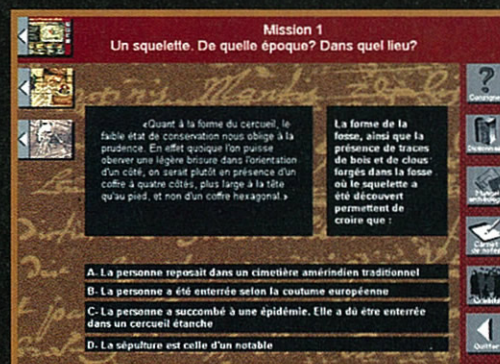 Mission 1
Un squelette. De quelle époque? Dans quel lieu?
«Quant à la forme du cercueil, le
faible état de conservation nous oblige à la
prudence. En effet quoique l'on puisse
oberver une légère brisure dans l'orientation
d'un côté, on serait plutôt en présence d'un
coffre à quatre côtés, plus large à la tête
qu'au pied, et non d'un coffre hexagonal.»
La forme de la
fosse, ainsi que la
présence de traces
de bois et de clous
forgés dans la fosse
où le squelette a
été découvert
permettent de
croire que :
A- La personne reposait dans un cimetière amérindien traditionnel
B- La personne a été enterrée selon la coutume européenne
C- La personne a succombé à une épidémie. Elle a dû être enterrée
dans un cercueil étanche
D- La sépulture est celle d'un notable
Consigne
Carnet
de notes
Quitter